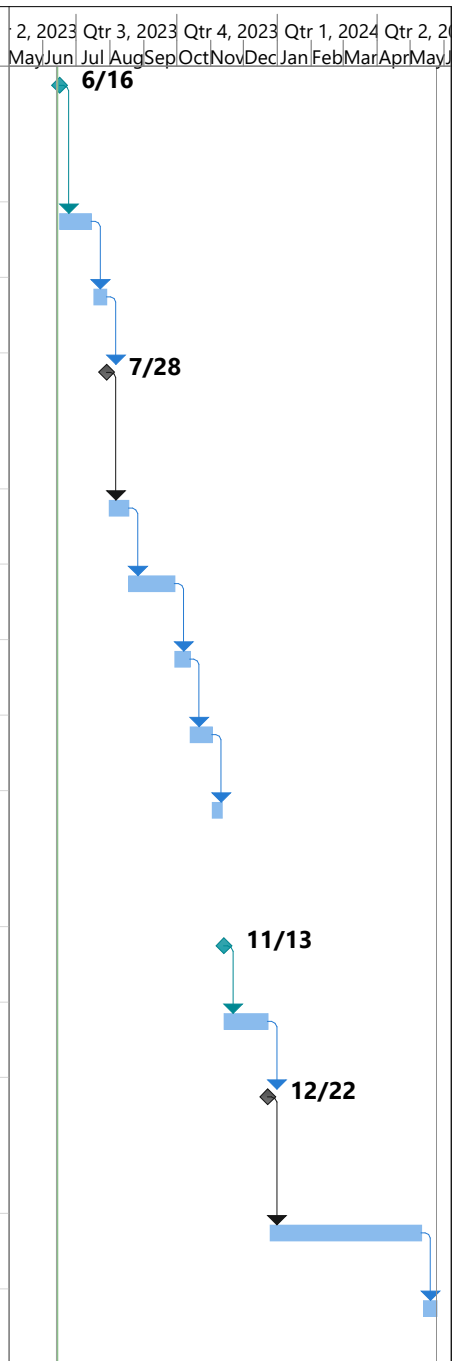 2, 2023 Qtr 3, 2023 Qtr 4, 2023 Qtr 1, 2024 Qtr 2, 20
May Jun Jul Aug Sep Oct Nov Dec Jan Feb Mar Apr May J
6/16
7/28
11/13
12/22